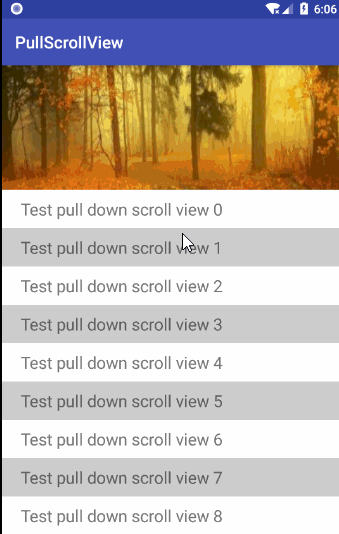 6:06
PullScrollView
Test pull down scroll view 0
Test pull down scroll view 1
Test pull down scroll view 2
Test pull down scroll view 3
Test pull down scroll view 4
Test pull down scroll view 5
Test pull down scroll view 6
Test pull down scroll view 7
Test pull down scroll view 8